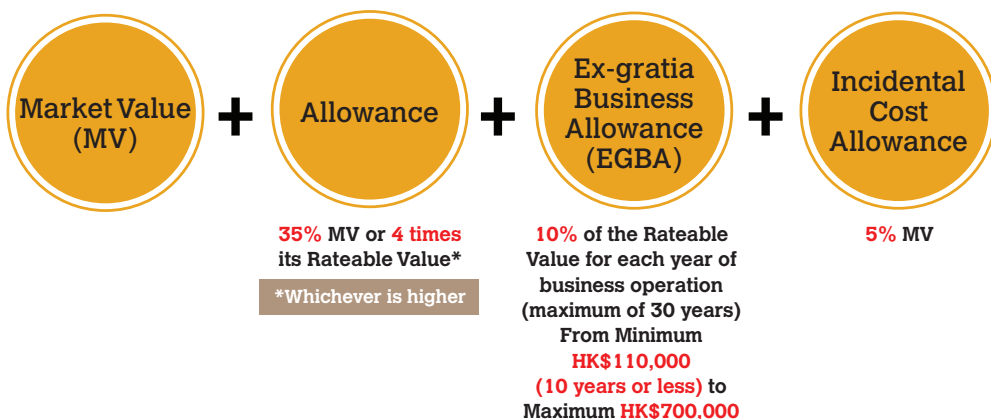 Market Value
(MV)
+
Allowance
+
Ex-gratia
Business
Allowance
(EGBA)
+
Incidental
Cost
Allowance
35% MV or 4 times
its Rateable Value*
*Whichever is higher
10% of the Rateable
Value for each year of
business operation
(maximum of 30 years)
From Minimum
HK$110,000
(10 years or less) to
Maximum HK$700,000
5% MV